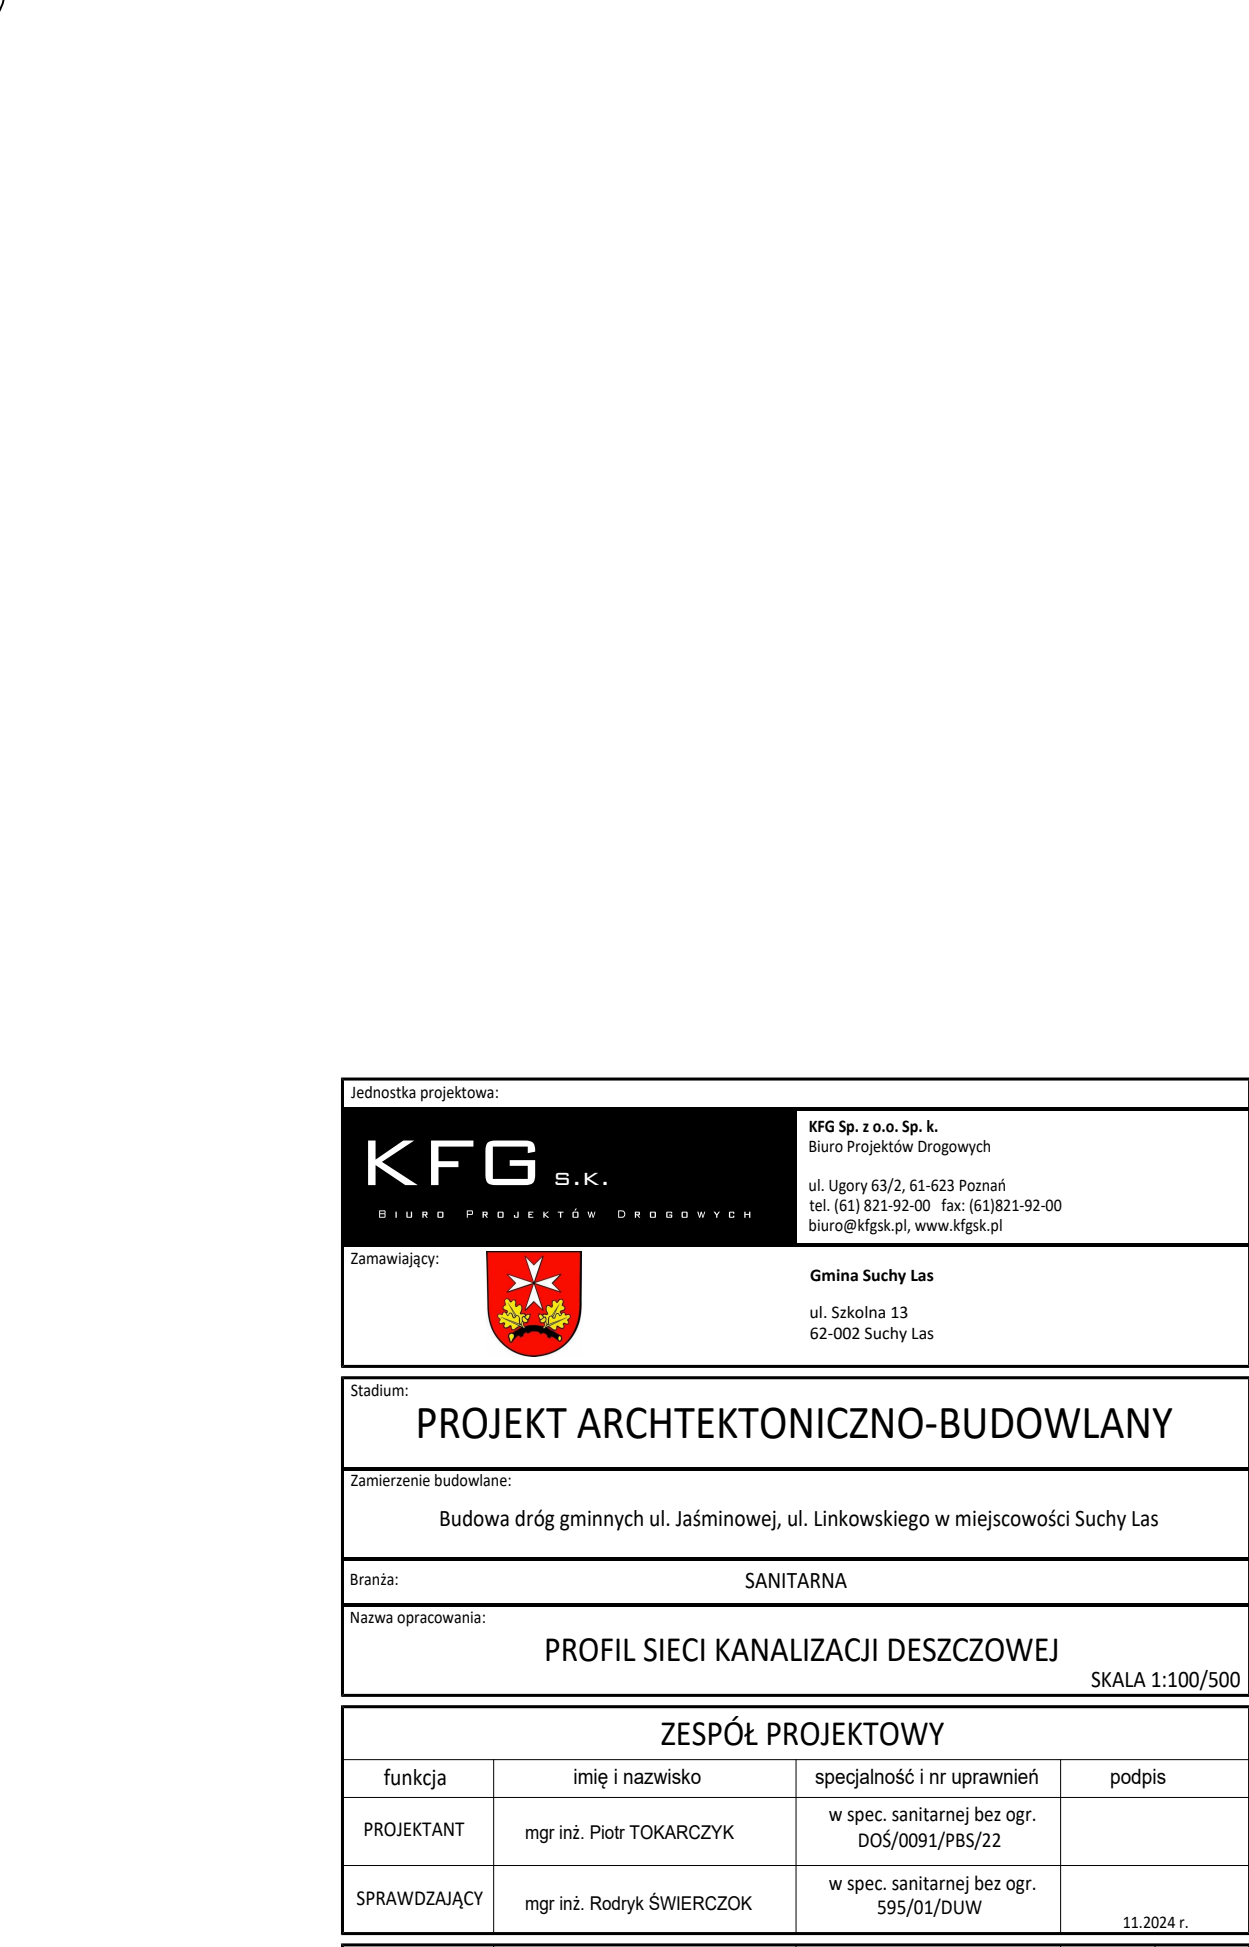 Jednostka projektowa:
KFG S.K.
BIURO PROJEKTÓW DROGOWYCH
KFG Sp. z o.o. Sp. k.
Biuro Projektów Drogowych
ul. Ugory 63/2, 61-623 Poznań
tel. (61) 821-92-00 fax: (61)821-92-00
biuro@kfgsk.pl, www.kfgsk.pl
Zamawiający:
Gmina Suchy Las
ul. Szkolna 13
62-002 Suchy Las
Stadium:
PROJEKT ARCHTEKTONICZNO-BUDOWLANY
Zamierzenie budowlane:
Budowa dróg gminnych ul. Jaśminowej, ul. Linkowskiego w miejscowości Suchy Las
Branża:
SANITARNA
Nazwa opracowania:
PROFIL SIECI KANALIZACJI DESZCZOWEJ
SKALA 1:100/500
ZESPÓŁ PROJEKTOWY
funkcja imię i nazwisko specjalność i nr uprawnień podpis
PROJEKTANT mgr inż. Piotr TOKARCZYK w spec. sanitarnej bez ogr.
DOŚ/0091/PBS/22
SPRAWDZAJĄCY mgr inż. Rodryk ŚWIERCZOK w spec. sanitarnej bez ogr.
595/01/DUW
11.2024 r.